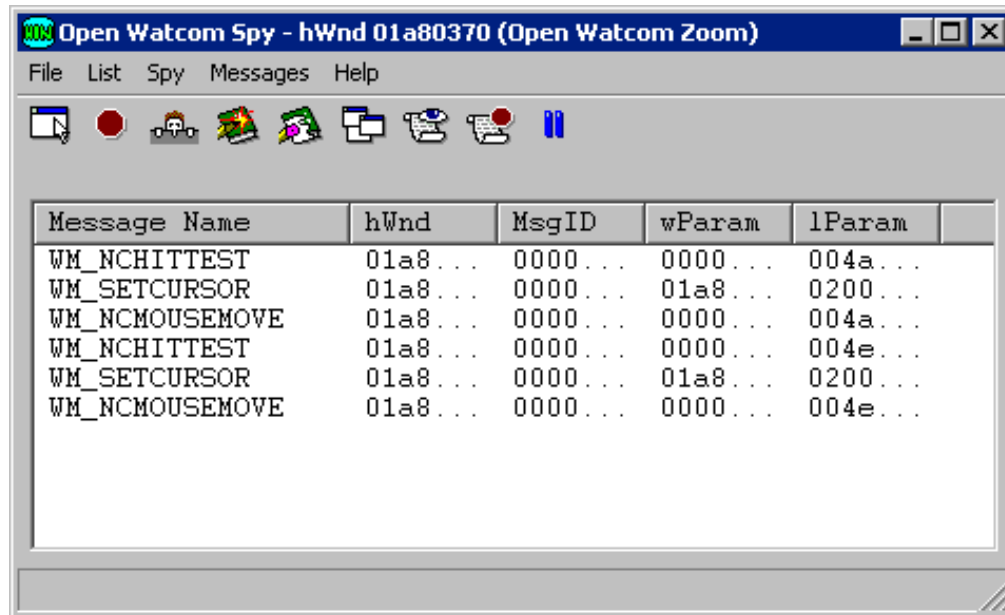 Open Watcom Spy - hWnd 01a80370 (Open Watcom Zoom)
File List Spy Messages Help
Message Name hWnd MsgID wParam lParam
WM_NCHITTEST 01a8... 0000... 0000... 004a...
WM_SETCURSOR 01a8... 0000... 01a8... 0200...
WM_NCMOUSEMOVE 01a8... 0000... 0000... 004a...
WM_NCHITTEST 01a8... 0000... 0000... 004e...
WM_SETCURSOR 01a8... 0000... 01a8... 0200...
WM_NCMOUSEMOVE 01a8... 0000... 0000... 004e...